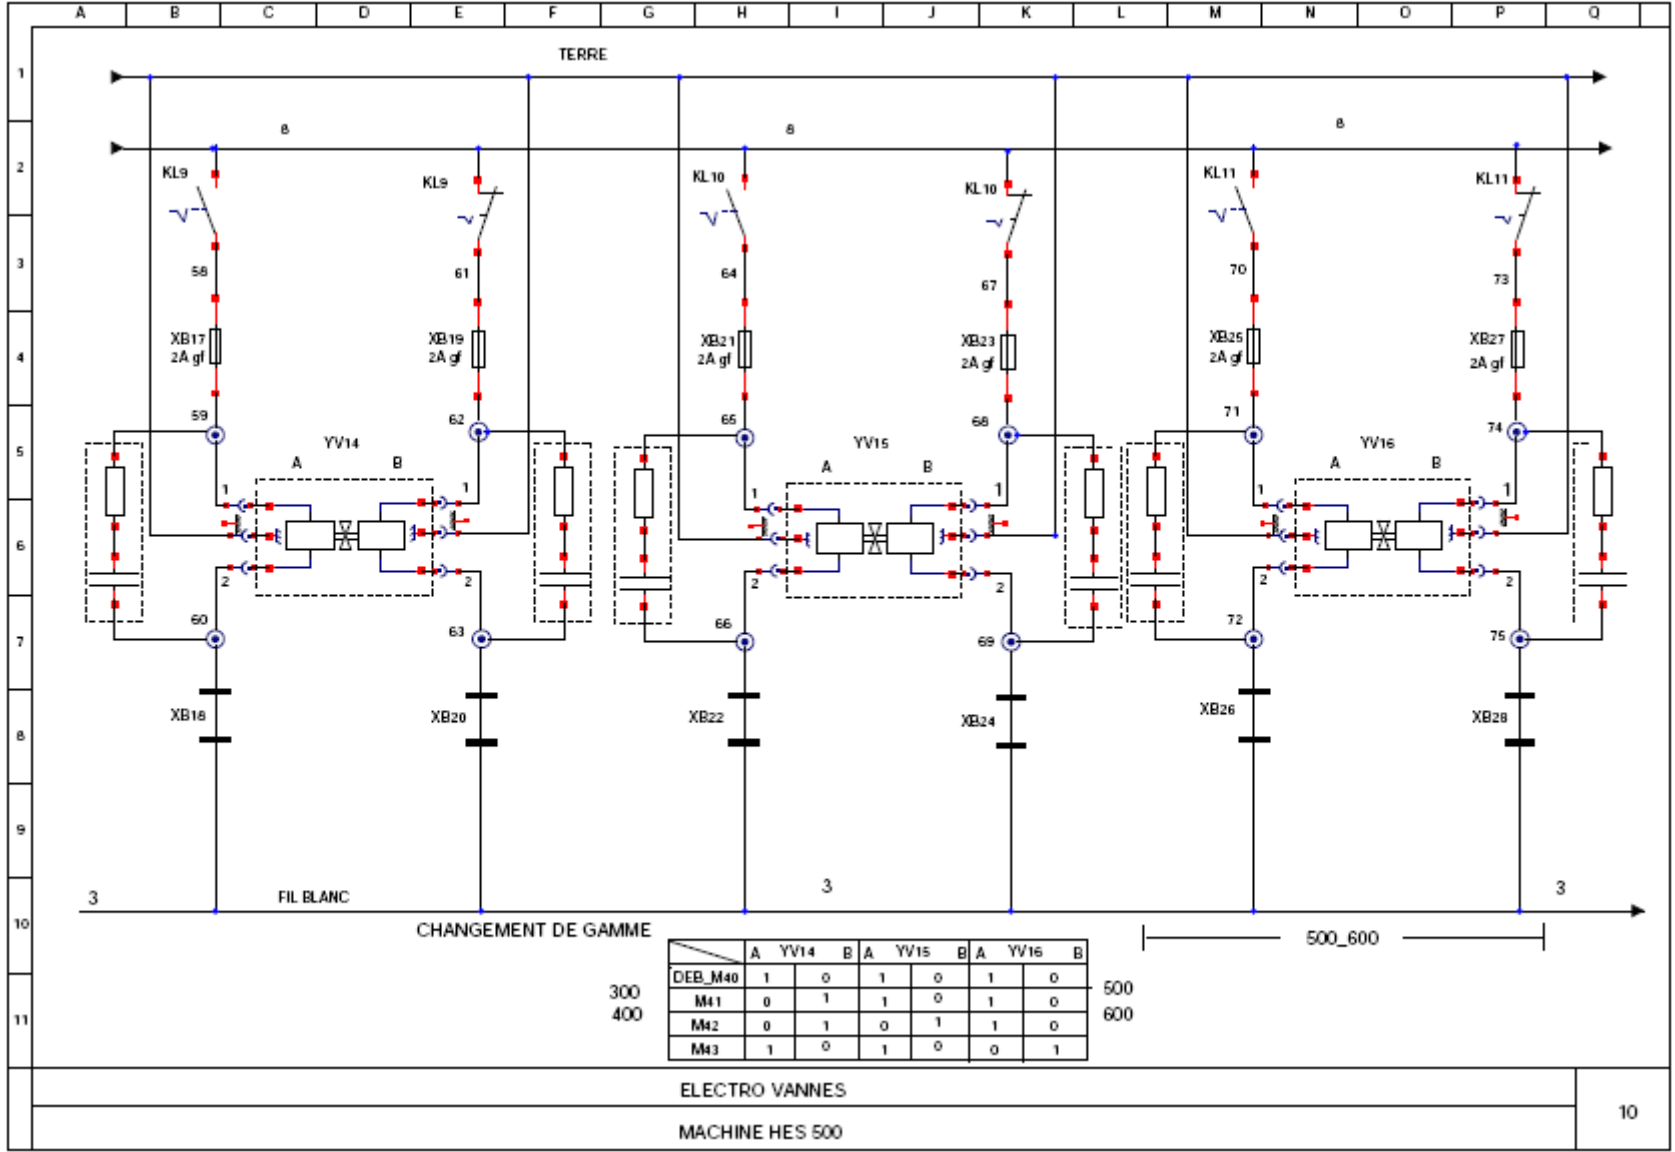 A B C D E F G H I J K L M N O P Q
1
TERRE
8 8 8
2
KL9 KL9 KL10 KL10 KL11 KL11
3
58 61 64 67 70 73
4
XB17 XB19 XB21 XB23 XB25 XB27
2A gf 2A gf 2A gf 2A gf 2A gf 2A gf
59 62 65 68 71 74
5
YV14 YV15 YV16
A B A B A B
1 1 1 1 1 1
6
2 2 2 2 2 2
60 63 66 69 72 75
7
XB18 XB20 XB22 XB24 XB26 XB28
8
9
3 FIL BLANC 3 3
10
CHANGEMENT DE GAMME 500_600
A YV14 B A YV15 B A YV16 B
DEB_M40 1 0 1 0 1 0
300 500
M41 0 1 1 0 1 0
400 600
M42 0 1 0 1 1 0
11
M43 1 0 1 0 0 1
ELECTRO VANNES
10
MACHINE HES 500